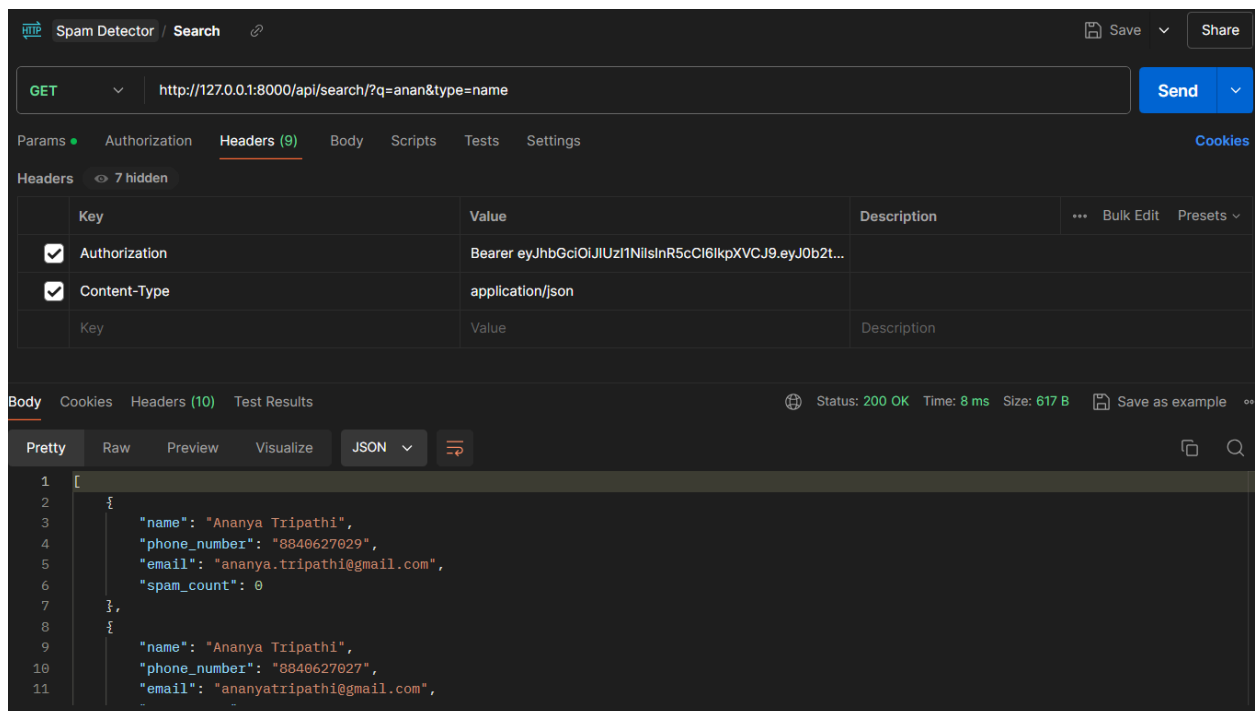 HTTP Spam Detector / Search Save Share
GET http://127.0.0.1:8000/api/search/?q=anan&type=name Send
Params Authorization Headers (9) Body Scripts Tests Settings Cookies
Headers 7 hidden
Key Value Description ••• Bulk Edit Presets
Authorization Bearer eyJhbGciOiJIUzI1NiIsInR5cCI6IkpXVCJ9.eyJ0b2t...
Content-Type application/json
Key Value Description
Body Cookies Headers (10) Test Results Status: 200 OK Time: 8 ms Size: 617 B Save as example
Pretty Raw Preview Visualize JSON
1 [
2 {
3 "name": "Ananya Tripathi",
4 "phone_number": "8840627029",
5 "email": "ananya.tripathi@gmail.com",
6 "spam_count": 0
7 },
8 {
9 "name": "Ananya Tripathi",
10 "phone_number": "8840627027",
11 "email": "ananyatripathi@gmail.com",